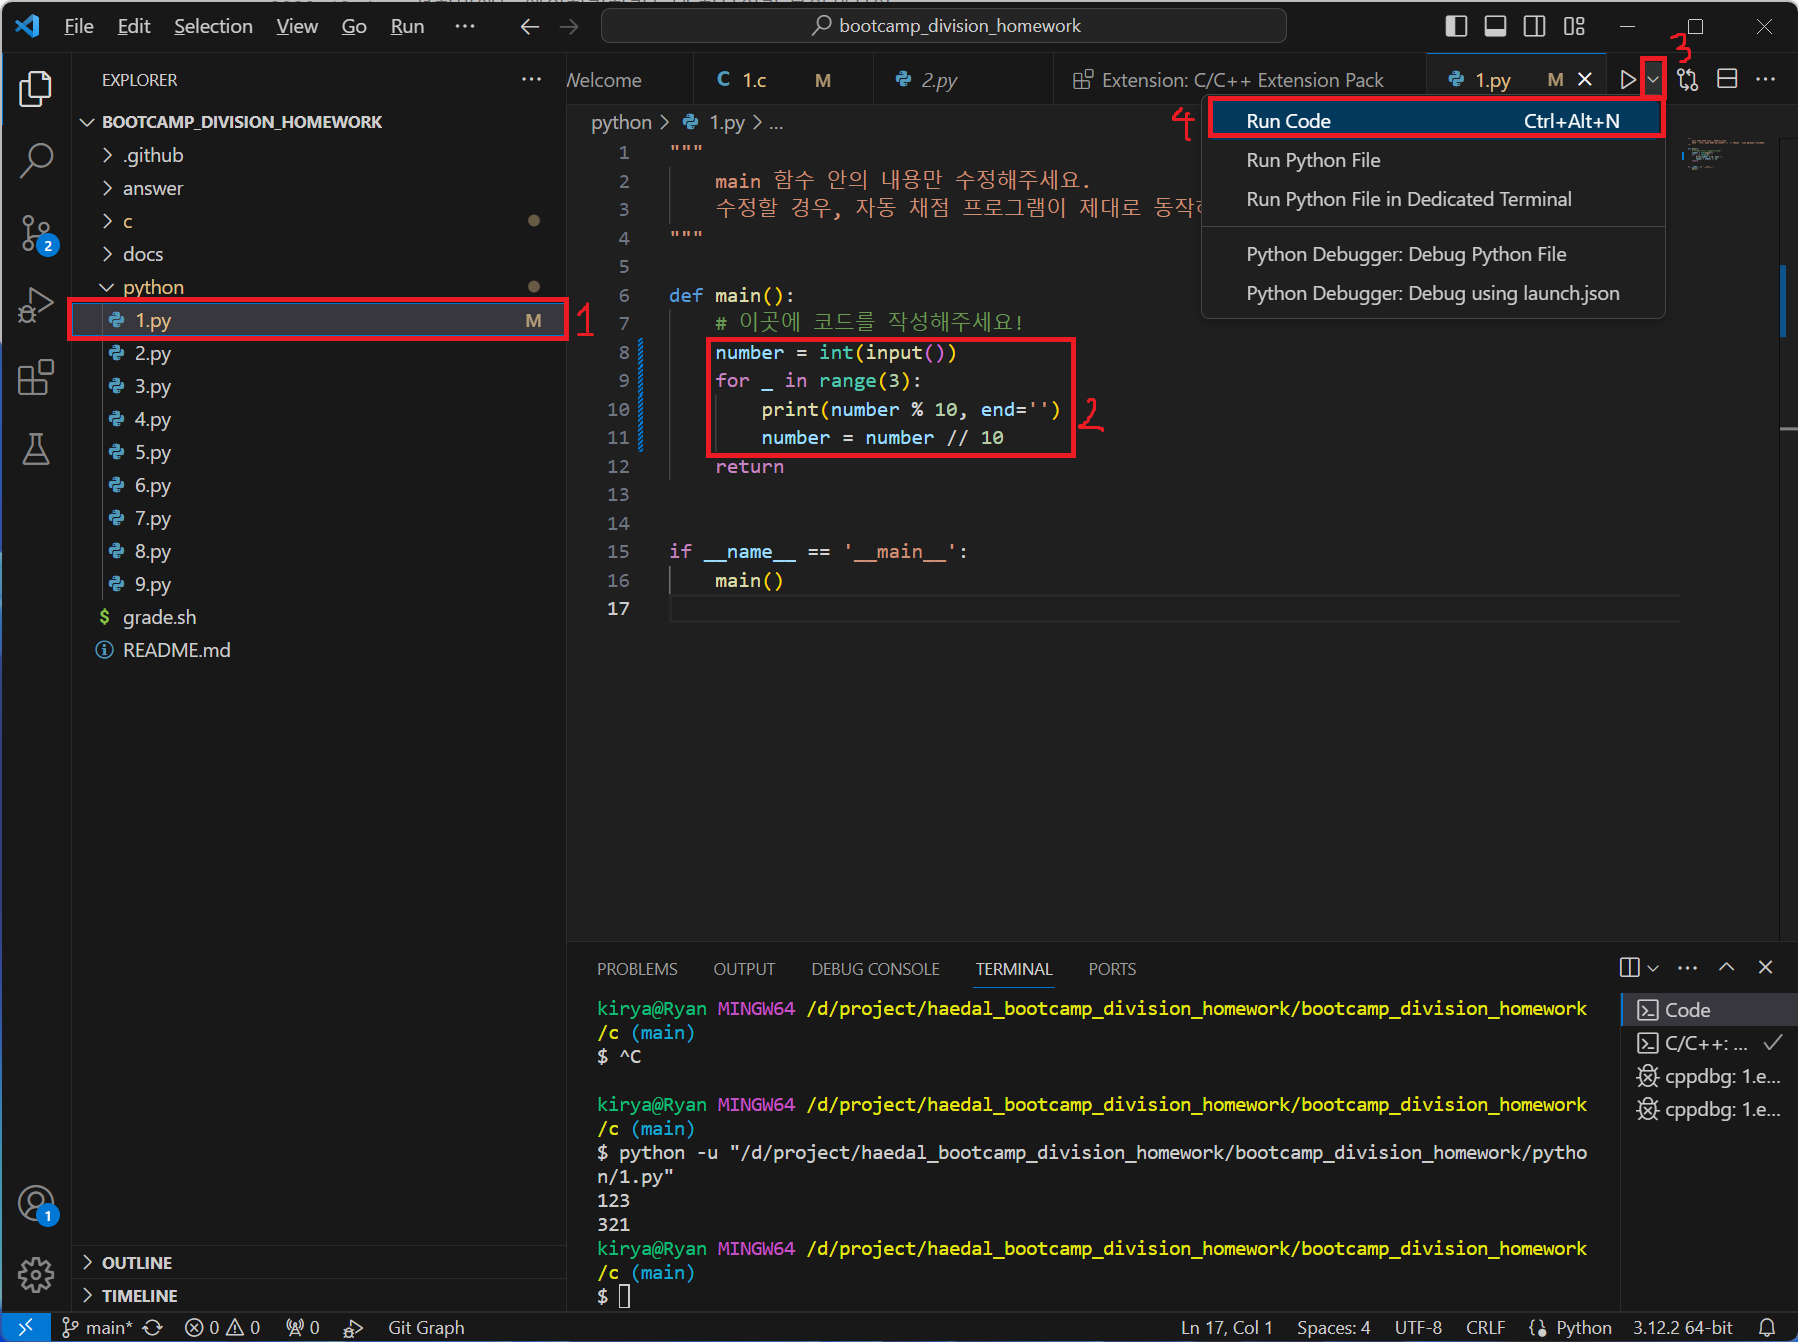 File Edit Selection View Go Run ··· bootcamp_division_homework
3
EXPLORER ···
Welcome C 1.c M 2.py Extension: C/C++ Extension Pack 1.py M
BOOTCAMP_DIVISION_HOMEWORK
.github
answer
c
docs
python
1.py M
1
2.py
3.py
4.py
5.py
6.py
7.py
8.py
9.py
$ grade.sh
README.md
2
1
OUTLINE
TIMELINE
python > 1.py > ...
4
Run Code Ctrl+Alt+N
Run Python File
Run Python File in Dedicated Terminal
Python Debugger: Debug Python File
Python Debugger: Debug using launch.json
1 """
2 main 함수 안의 내용만 수정해주세요.
3 수정할 경우, 자동 채점 프로그램이 제대로
4 """
5
6 def main():
7 # 이곳에 코드를 작성해주세요!
8 number = int(input())
9 for _ in range(3):
10 print(number % 10, end='')
11 number = number // 10
2
12 return
13
14
15 if __name__ == '__main__':
16 main()
17
PROBLEMS OUTPUT DEBUG CONSOLE TERMINAL PORTS
kirya@Ryan MINGW64 /d/project/haedal_bootcamp_division_homework/bootcamp_division_homework
/c (main)
$ ^C
kirya@Ryan MINGW64 /d/project/haedal_bootcamp_division_homework/bootcamp_division_homework
/c (main)
$ python -u "/d/project/haedal_bootcamp_division_homework/bootcamp_division_homework/pytho
n/1.py"
123
321
kirya@Ryan MINGW64 /d/project/haedal_bootcamp_division_homework/bootcamp_division_homework
/c (main)
$
Code
C/C++: ...
cppdbg: 1.e...
cppdbg: 1.e...
main* 0 0 0 Git Graph Ln 17, Col 1 Spaces: 4 UTF-8 CRLF Python 3.12.2 64-bit